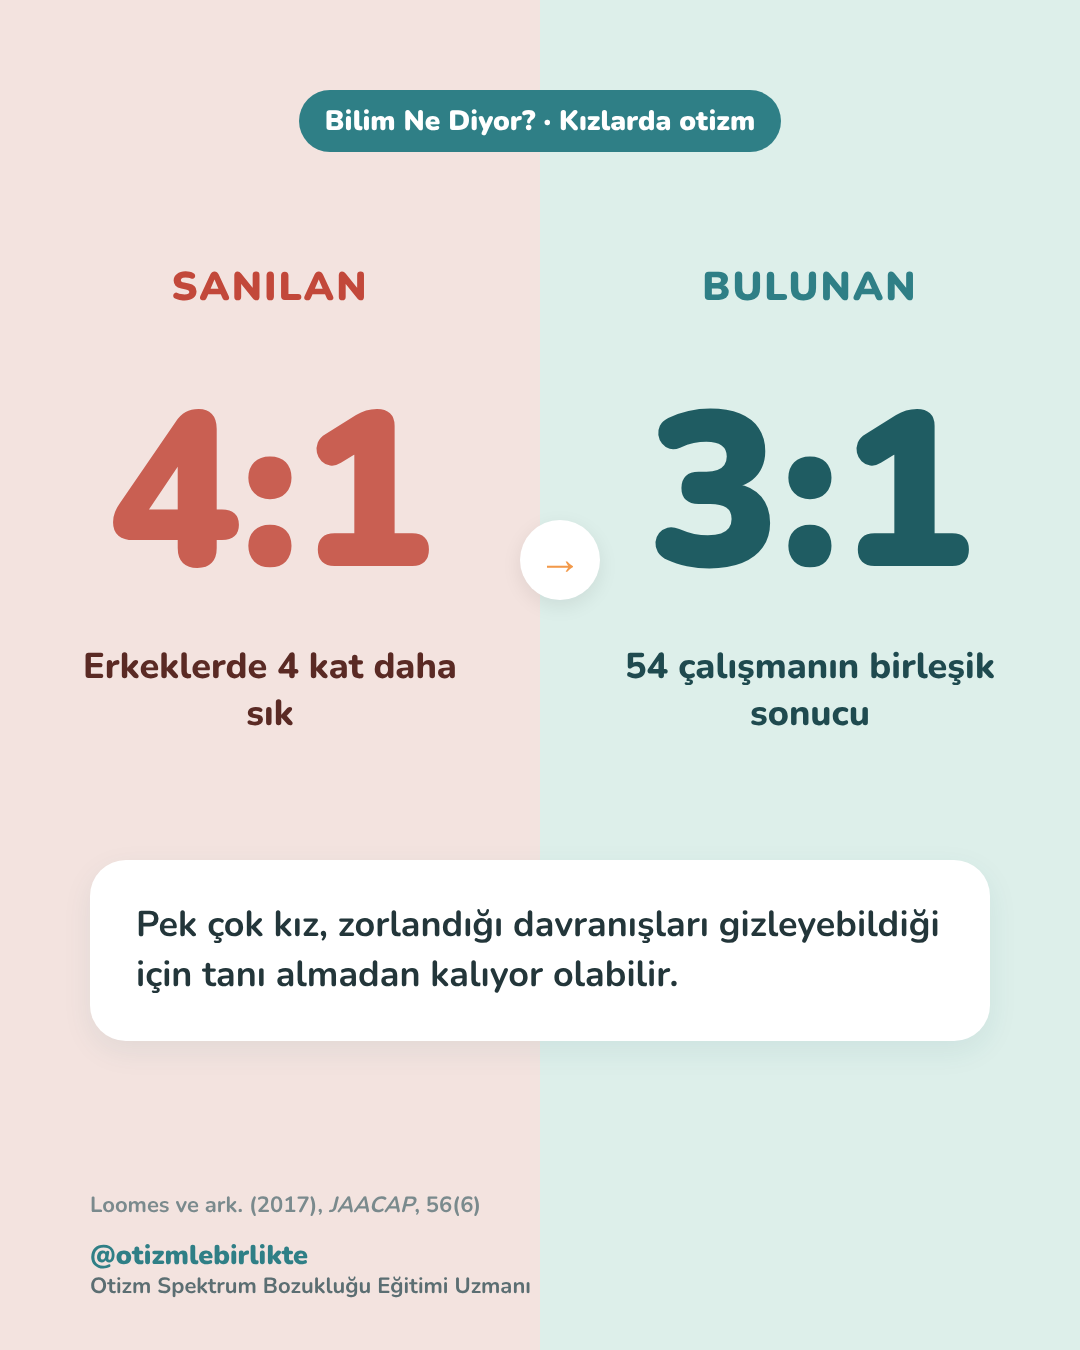 Bilim Ne Diyor? · Kızlarda otizm
SANILAN
4:1
Erkeklerde 4 kat daha
sık
→
BULUNAN
3:1
54 çalışmanın birleşik
sonucu
Pek çok kız, zorlandığı davranışları gizleyebildiği
için tanı almadan kalıyor olabilir.
Loomes ve ark. (2017), JAACAP, 56(6)
@otizmlebirlikte
Otizm Spektrum Bozukluğu Eğitimi Uzmanı